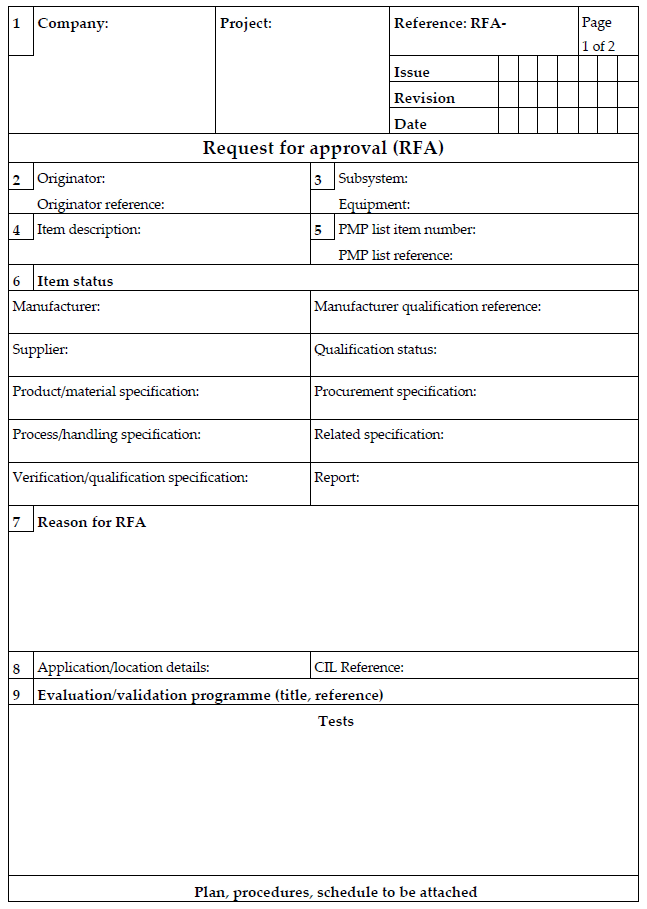 1 Company: Project: Reference: RFA- Page
1 of 2
Issue
Revision
Date
Request for approval (RFA)
2 Originator: 3 Subsystem:
Originator reference: Equipment:
4 Item description: 5 PMP list item number:
PMP list reference:
6 Item status
Manufacturer: Manufacturer qualification reference:
Supplier: Qualification status:
Product/material specification: Procurement specification:
Process/handling specification: Related specification:
Verification/qualification specification: Report:
7 Reason for RFA
8 Application/location details: CIL Reference:
9 Evaluation/validation programme (title, reference)
Tests
Plan, procedures, schedule to be attached